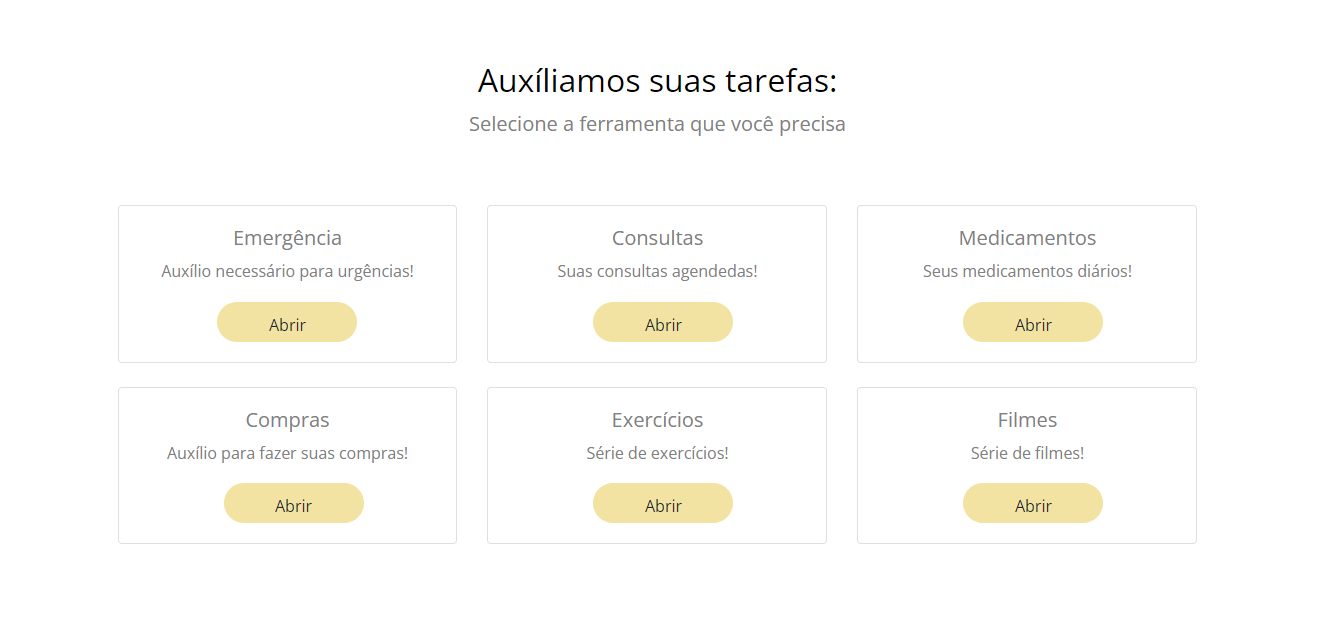 Auxíliamos suas tarefas:
Selecione a ferramenta que você precisa
Emergência
Auxílio necessário para urgências!
Abrir
Consultas
Suas consultas agendedas!
Abrir
Medicamentos
Seus medicamentos diários!
Abrir
Compras
Auxílio para fazer suas compras!
Abrir
Exercícios
Série de exercícios!
Abrir
Filmes
Série de filmes!
Abrir